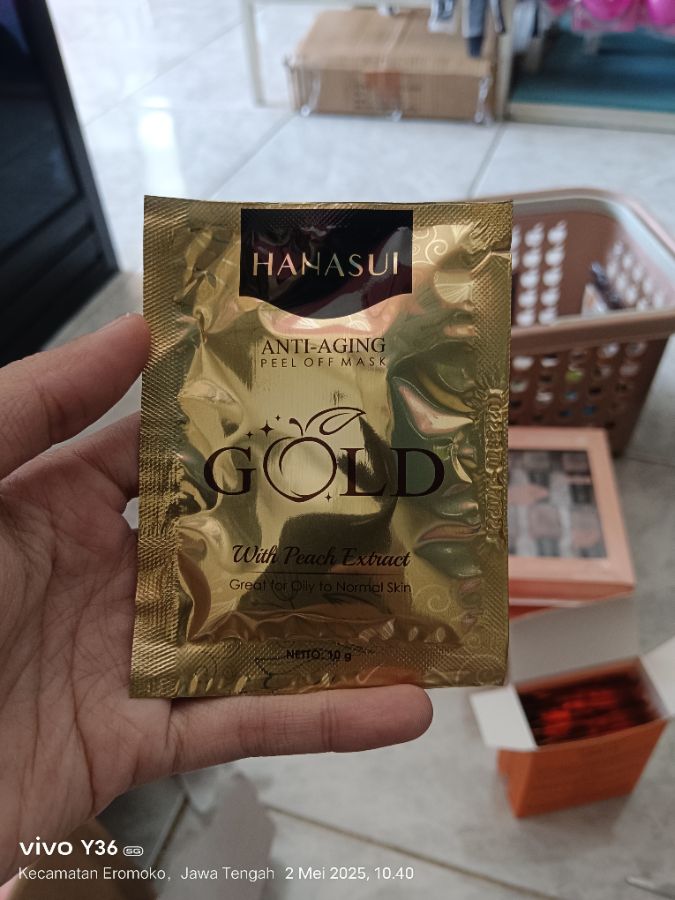 HANASUI
ANTI-AGING
PEEL OFF MASK
GOLD
With Peach Extract
Great for Oily to Normal Skin
NETTO: 10 g
vivo Y36 5G
Kecamatan Eromoko, Jawa Tengah 2 Mei 2025, 10.40